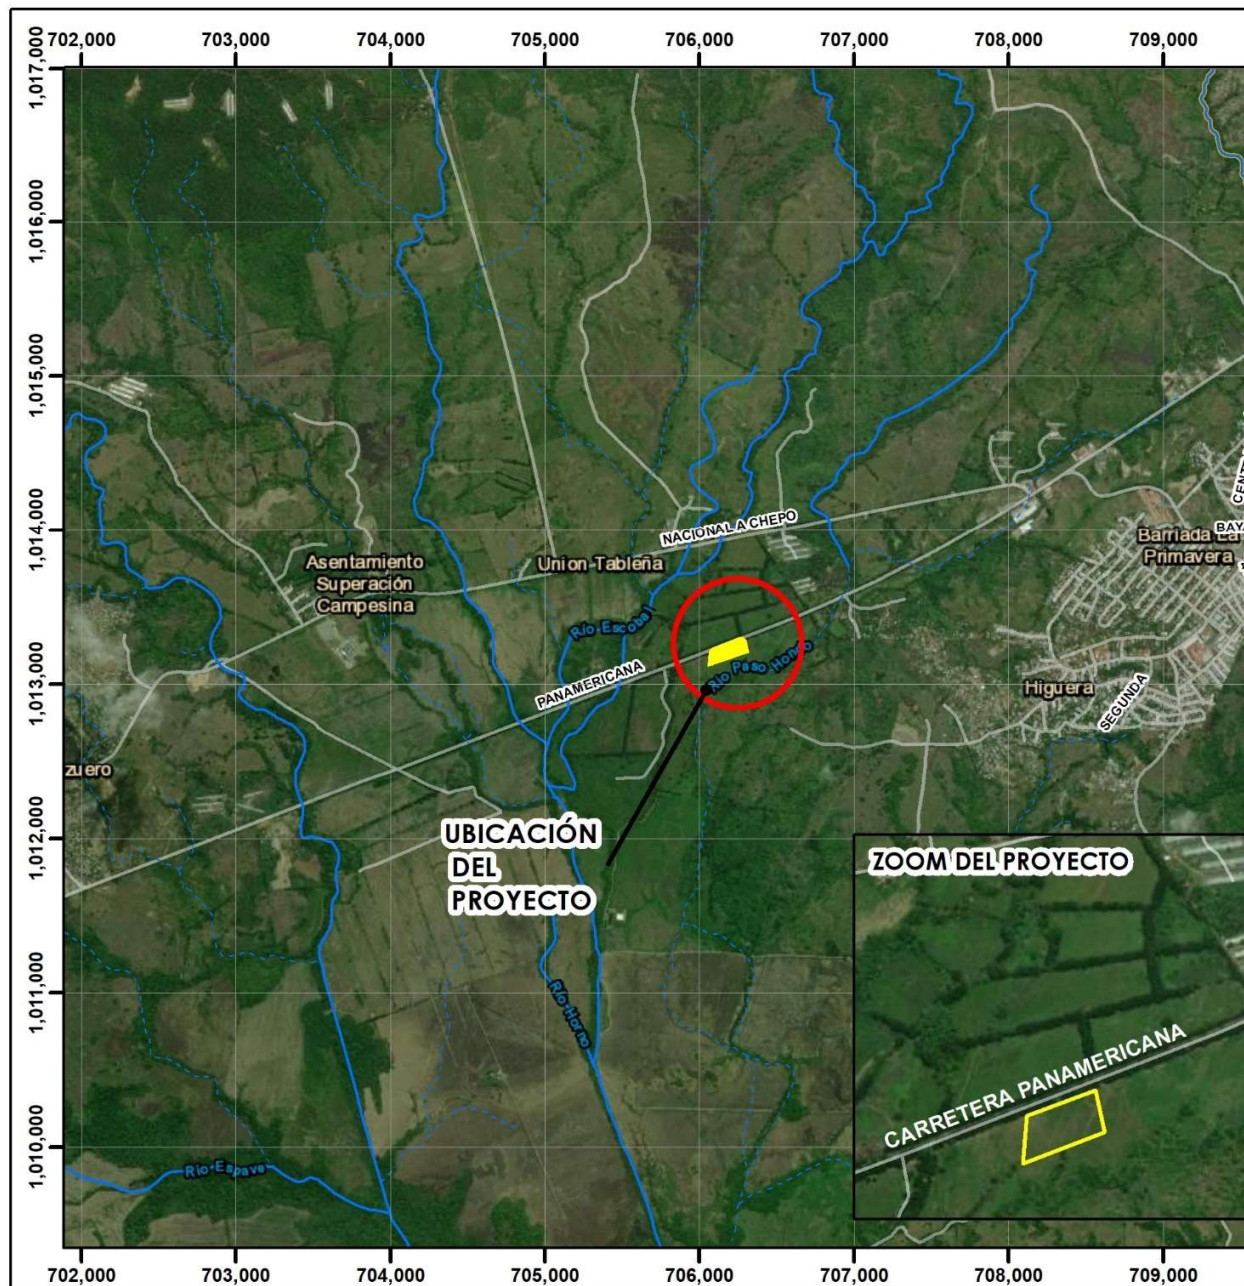 702,000 703,000 704,000 705,000 706,000 707,000 708,000 709,000
1,017,000
1,016,000
1,015,000
1,014,000
1,013,000
1,012,000
1,011,000
1,010,000
NACIONAL A CHEPO
Asentamiento
Superación
Campesina
Union Tableña
Barriada La
Primavera
BAYA
Río Escobal
PANAMERICANA
Río Paso Hondo
Higuera
SEGUNDA
zuero
UBICACIÓN
DEL
PROYECTO
Río Horno
Río Espave
ZOOM DEL PROYECTO
CARRETERA PANAMERICANA
702,000 703,000 704,000 705,000 706,000 707,000 708,000 709,000